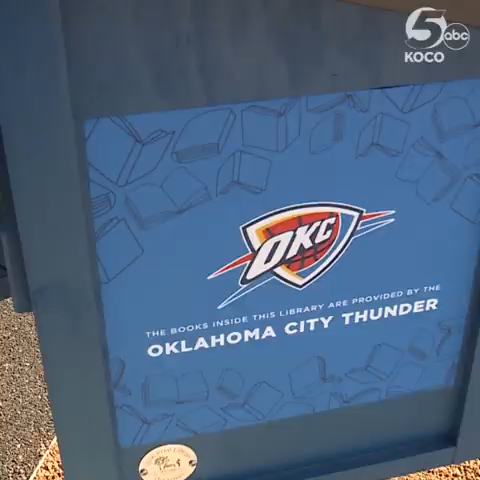 5 abc
KOCO
OKC
THE BOOKS INSIDE THIS LIBRARY ARE PROVIDED BY THE
OKLAHOMA CITY THUNDER